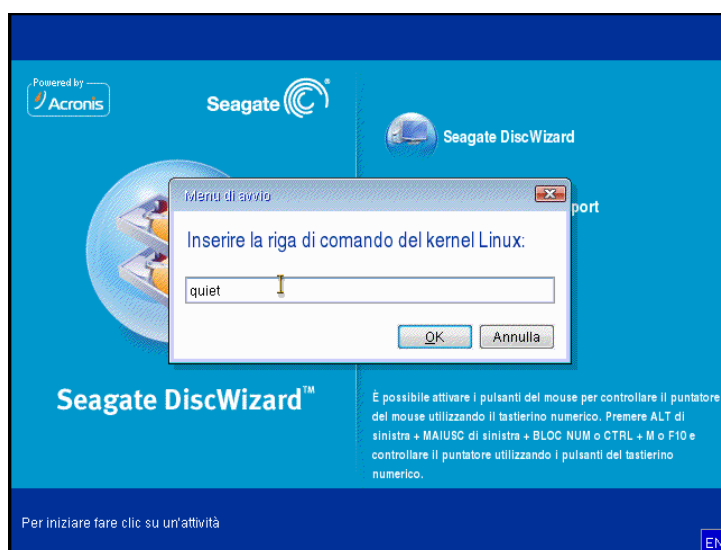 Powered by
Acronis
Seagate
Seagate DiscWizard
port
Menu di avvio
Inserire la riga di comando del kernel Linux:
quiet
OK
Annulla
Seagate DiscWizard™
È possibile attivare i pulsanti del mouse per controllare il puntatore
del mouse utilizzando il tastierino numerico. Premere ALT di
sinistra + MAIUSC di sinistra + BLOC NUM o CTRL + M o F10 e
controllare il puntatore utilizzando i pulsanti del tastierino
numerico.
Per iniziare fare clic su un'attività
EN